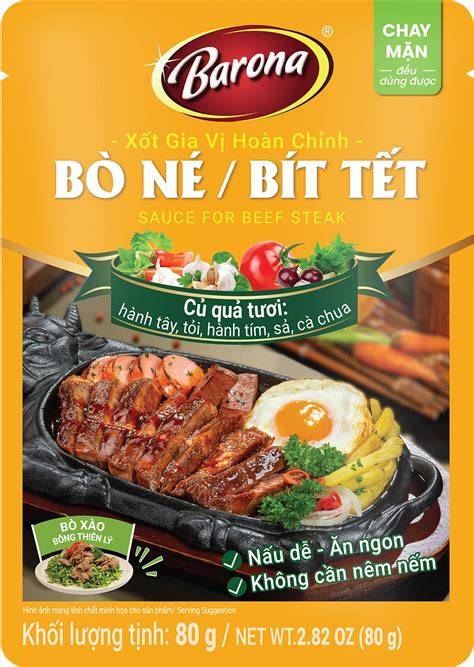 Barona®
CHAY
MẶN
đều
dùng được
- Xốt Gia Vị Hoàn Chỉnh -
BÒ NÉ / BÍT TẾT
SAUCE FOR BEEF STEAK
Củ quả tươi:
hành tây, tỏi, hành tím, sả, cà chua
BÒ XÀO
BÔNG THIÊN LÝ
Nấu dễ - Ăn ngon
Không cần nêm nếm
Hình ảnh mang tính chất minh họa cho sản phẩm/ Serving Suggestion
Khối lượng tịnh: 80 g / NET WT.2.82 OZ (80 g)